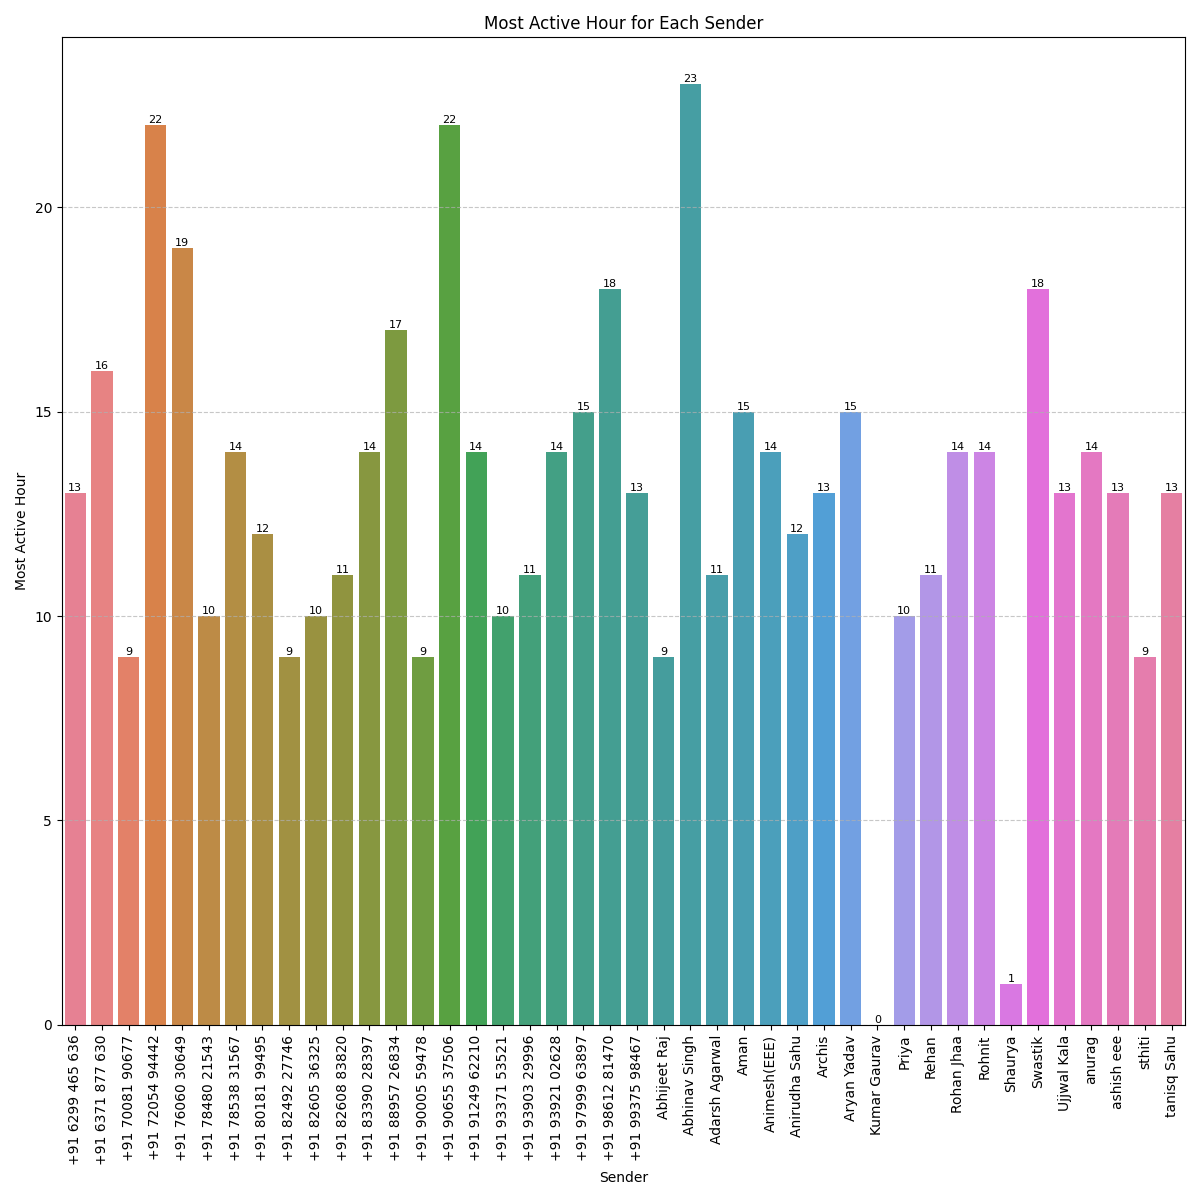 Most Active Hour for Each Sender
Most Active Hour
20
15
10
5
0
13
16
9
22
19
10
14
12
9
10
11
14
17
9
22
14
10
11
14
15
18
13
9
23
11
15
14
12
13
15
0
10
11
14
14
1
18
13
14
13
9
13
+91 6299 465 636
+91 6371 877 630
+91 70081 90677
+91 72054 94442
+91 76060 30649
+91 78480 21543
+91 78538 31567
+91 80181 99495
+91 82492 27746
+91 82605 36325
+91 82608 83820
+91 83390 28397
+91 88957 26834
+91 90005 59478
+91 90655 37506
+91 91249 62210
+91 93371 53521
+91 93903 29996
+91 93921 02628
+91 97999 63897
+91 98612 81470
+91 99375 98467
Abhijeet Raj
Abhinav Singh
Adarsh Agarwal
Aman
Animesh(EEE)
Anirudha Sahu
Archis
Aryan Yadav
Kumar Gaurav
Priya
Rehan
Rohan Jhaa
Rohnit
Shaurya
Swastik
Ujjwal Kala
anurag
ashish eee
sthiti
tanisq Sahu
Sender